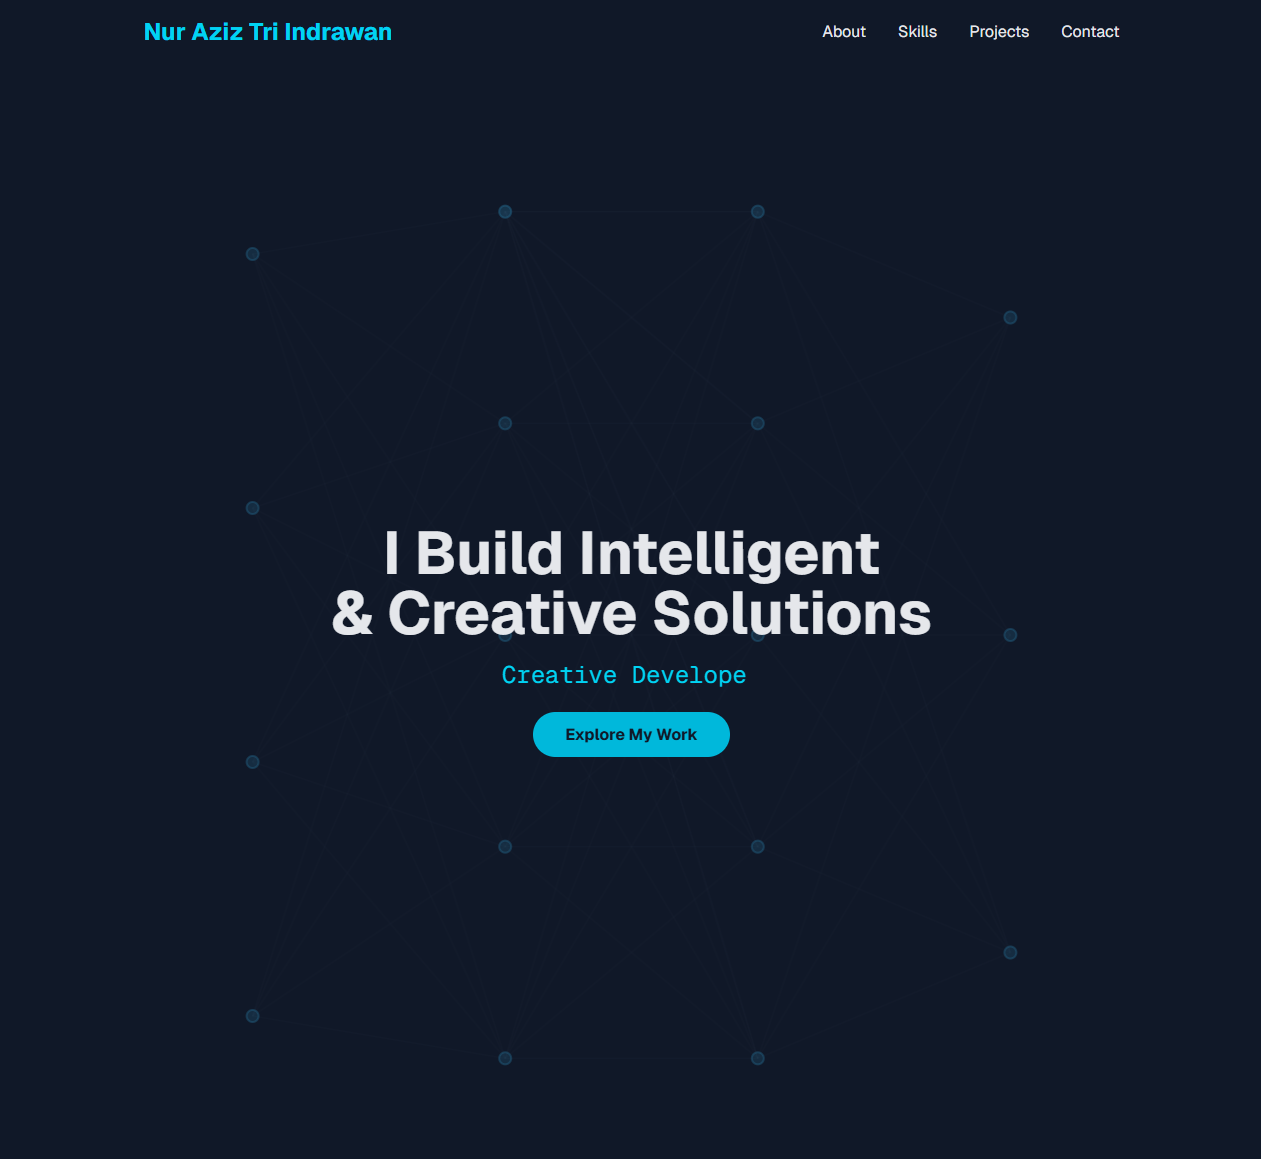 Nur Aziz Tri Indrawan
About Skills Projects Contact
I Build Intelligent
& Creative Solutions
Creative Develope
Explore My Work